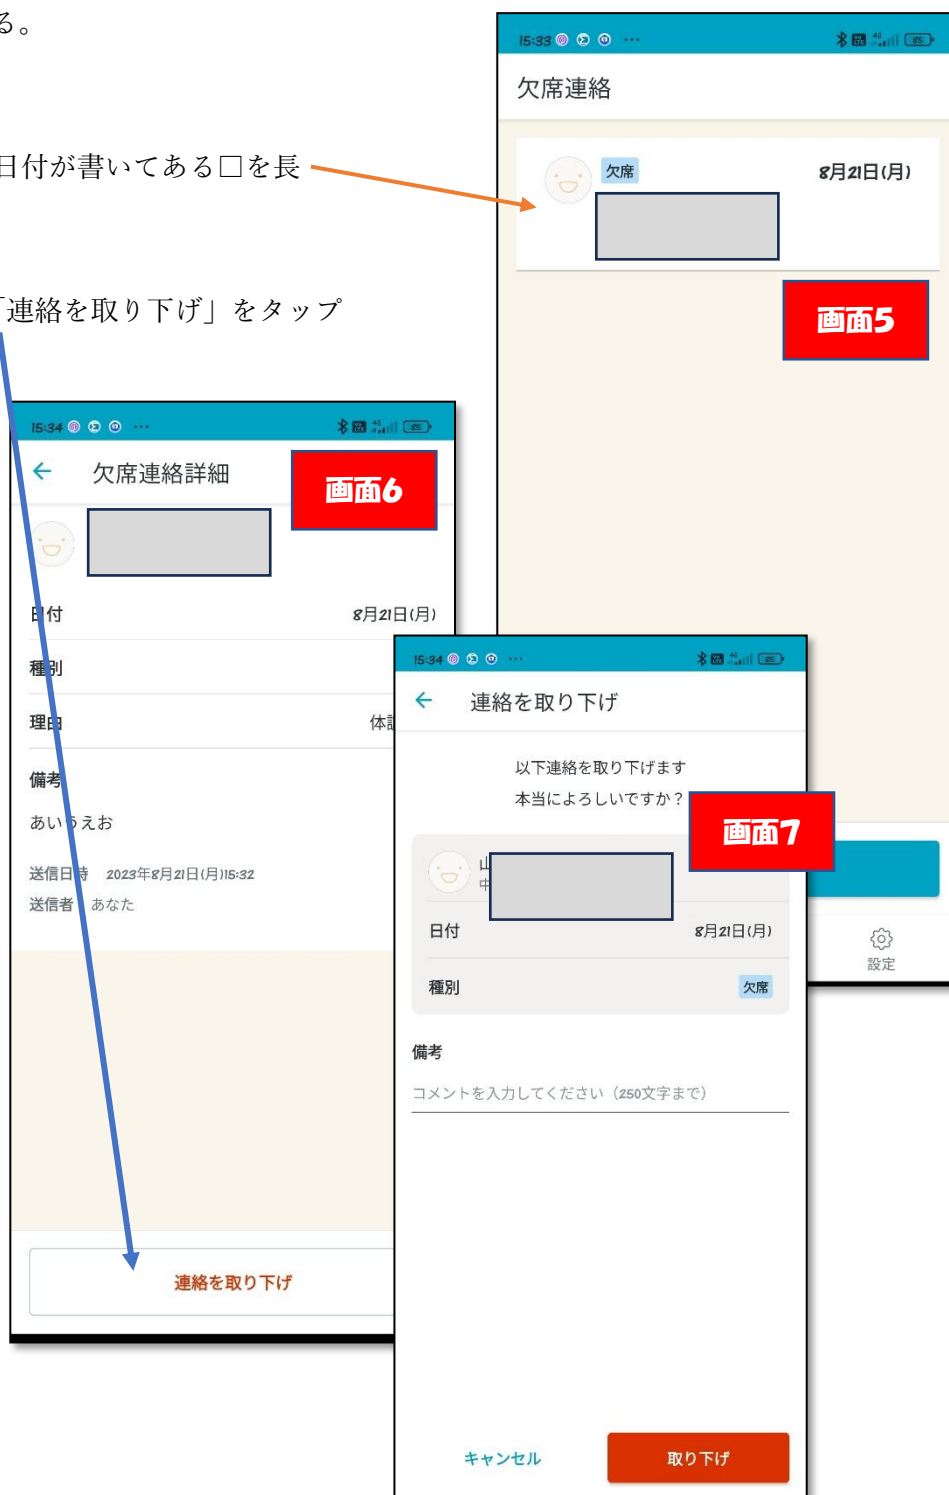 る。
日付が書いてある□を長
「連絡を取り下げ」をタップ
15:33
欠席連絡
欠席
8月21日(月)
画面5
設定
15:34
欠席連絡詳細
画面6
日付
8月21日(月)
種別
理由
体調
備考
あいうえお
送信日時 2023年8月21日(月)15:32
送信者 あなた
連絡を取り下げ
15:34
連絡を取り下げ
以下連絡を取り下げます
本当によろしいですか?
画面7
山
中
日付
8月21日(月)
種別
欠席
備考
コメントを入力してください(250文字まで)
キャンセル
取り下げ